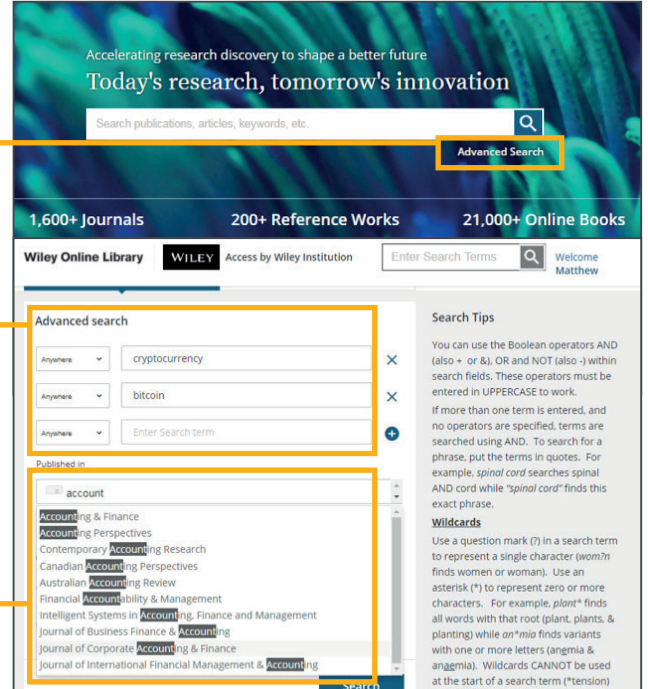 Accelerating research discovery to shape a better future
Today's research, tomorrow's innovation
Search publications, articles, keywords, etc.
Advanced Search
1,600+ Journals 200+ Reference Works 21,000+ Online Books
Wiley Online Library WILEY Access by Wiley Institution Enter Search Terms Welcome
Matthew
Advanced search
Anywhere cryptocurrency
Anywhere bitcoin
Anywhere Enter Search term
Published in
account
Accounting & Finance
Accounting Perspectives
Contemporary Accounting Research
Canadian Accounting Perspectives
Australian Accounting Review
Financial Accountability & Management
Intelligent Systems in Accounting, Finance and Management
Journal of Business Finance & Accounting
Journal of Corporate Accounting & Finance
Journal of International Financial Management & Accounting
Search
Search Tips
You can use the Boolean operators AND
(also + or &), OR and NOT (also -) within
search fields. These operators must be
entered in UPPERCASE to work.
If more than one term is entered, and
no operators are specified, terms are
searched using AND. To search for a
phrase, put the terms in quotes. For
example, spinal cord searches spinal
AND cord while "spinal cord" finds this
exact phrase.
Wildcards
Use a question mark (?) in a search term
to represent a single character (wom?n
finds women or woman). Use an
asterisk (*) to represent zero or more
characters. For example, plant* finds
all words with that root (plant, plants, &
planting) while an*mia finds variants
with one or more letters (anemia &
anaemia). Wildcards CANNOT be used
at the start of a search term (*tension)